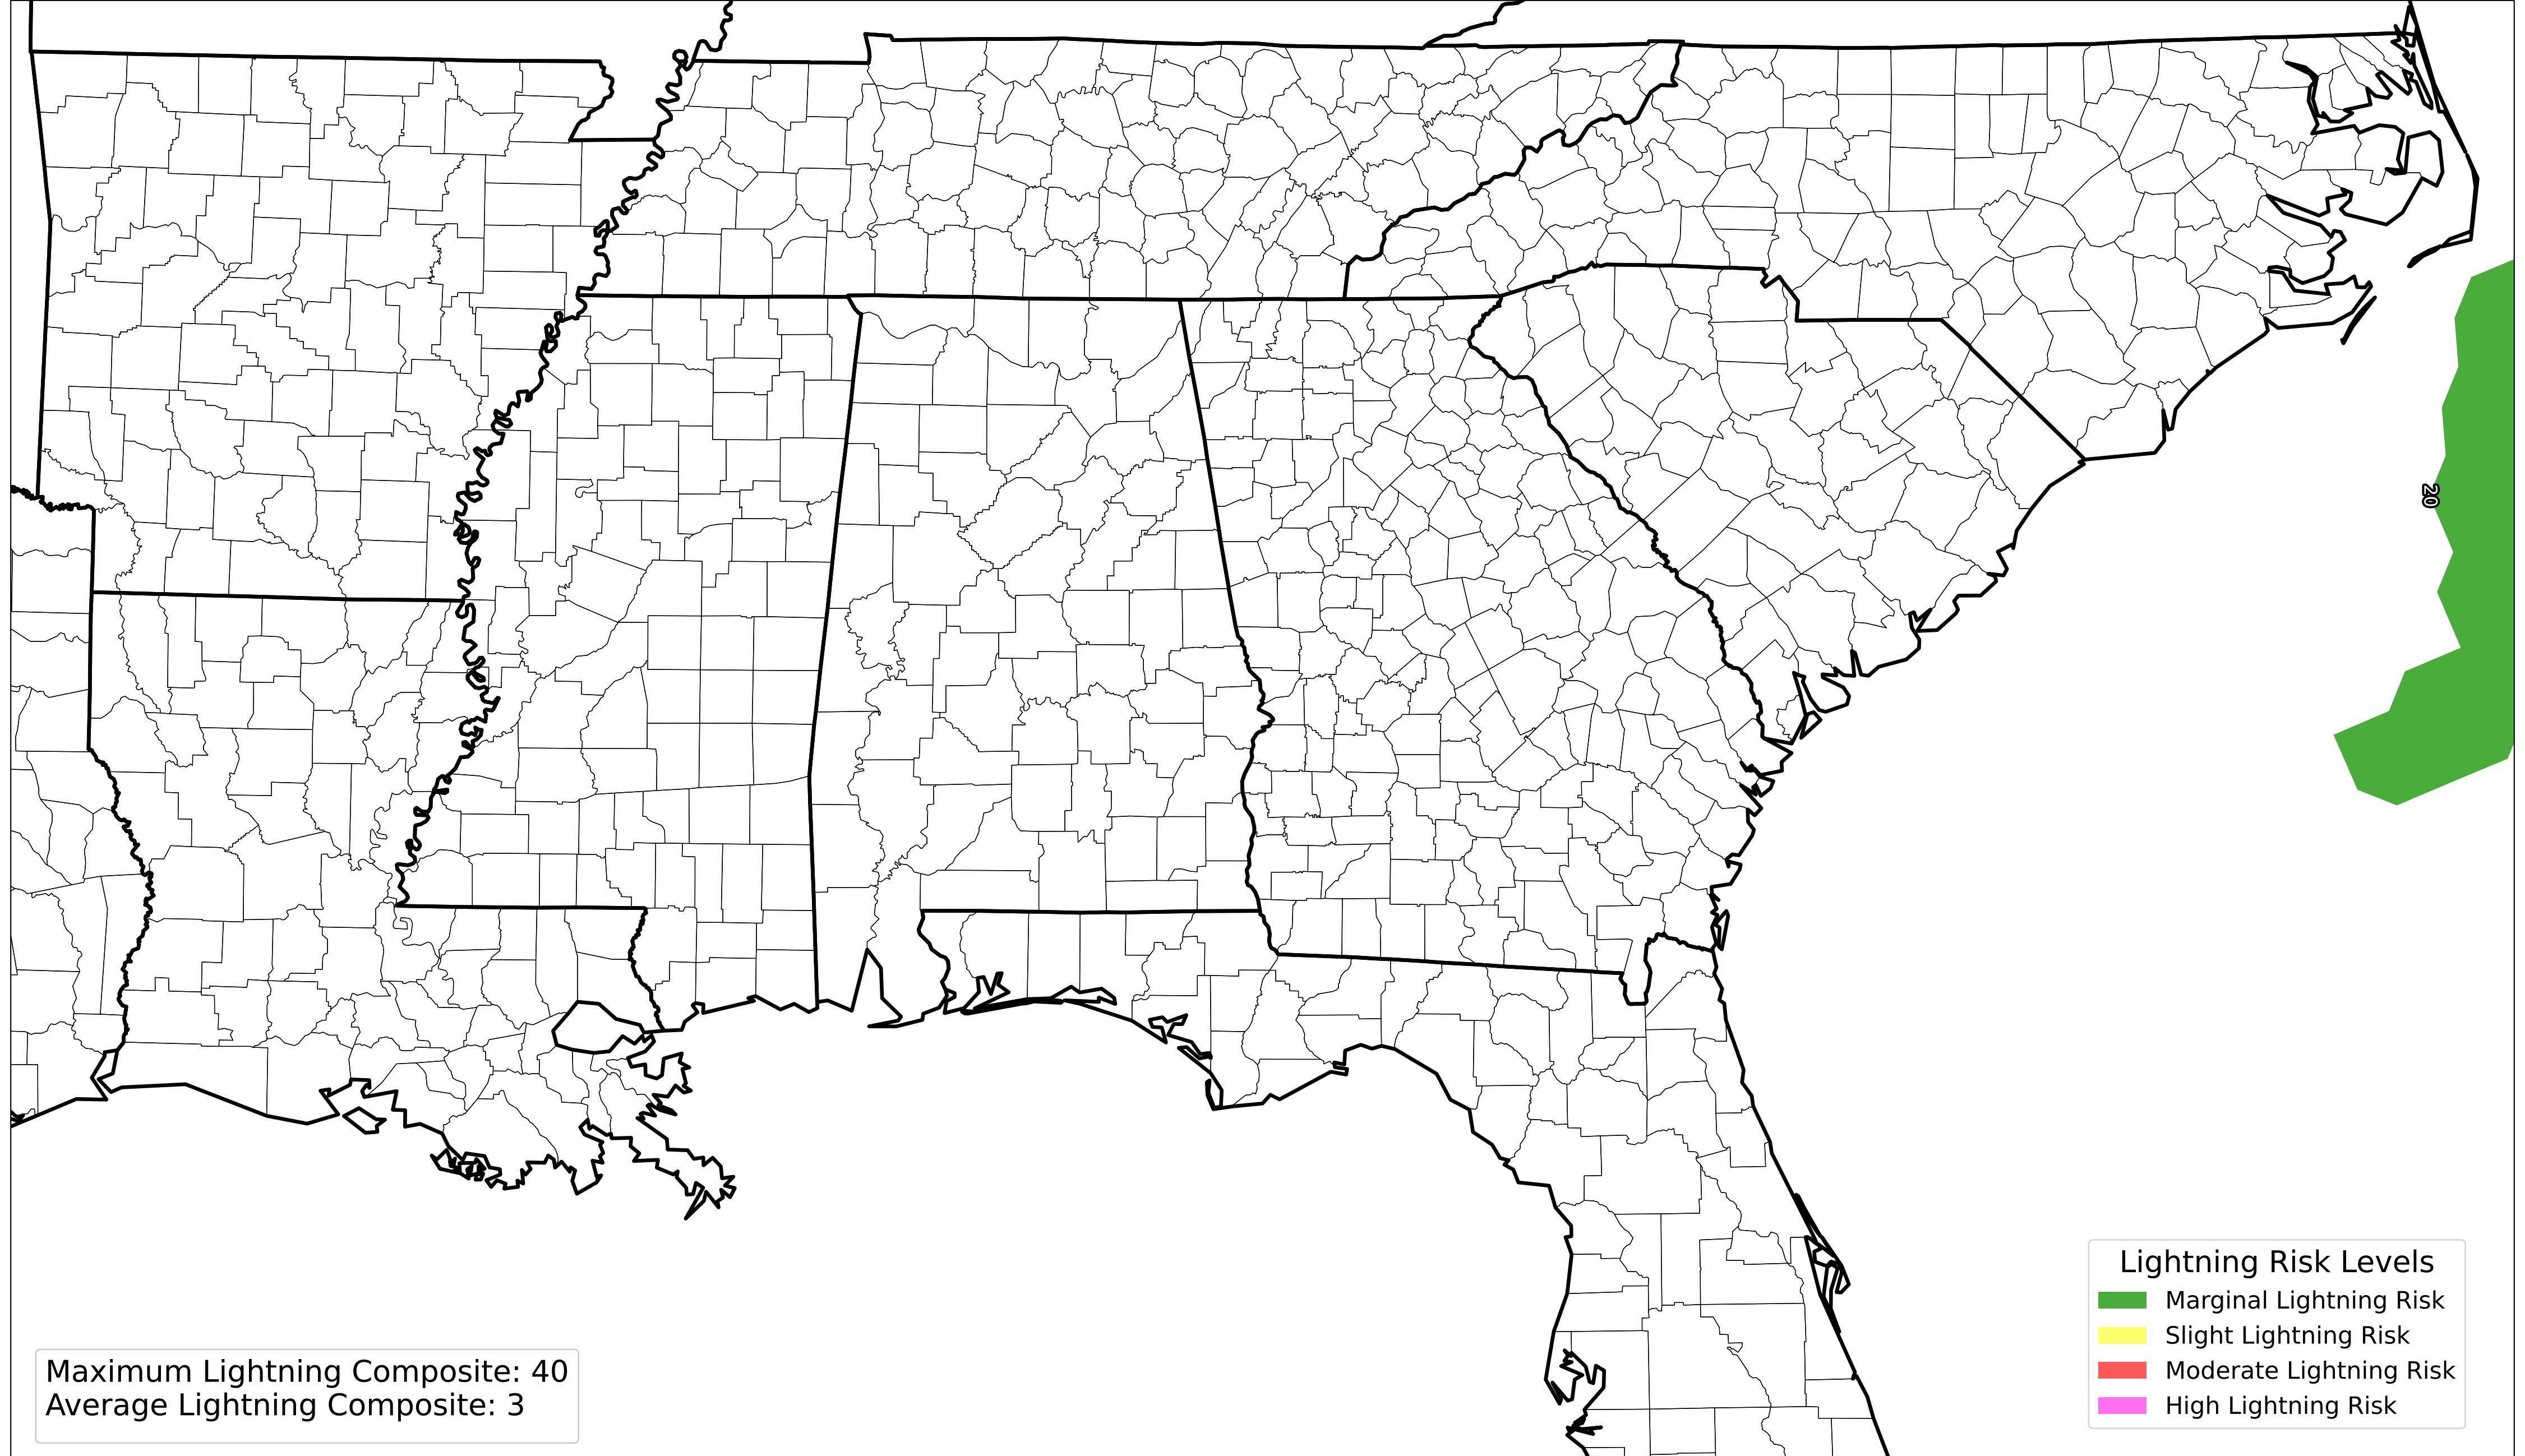 20
Lightning Risk Levels
Marginal Lightning Risk
Slight Lightning Risk
Moderate Lightning Risk
High Lightning Risk
Maximum Lightning Composite: 40
Average Lightning Composite: 3